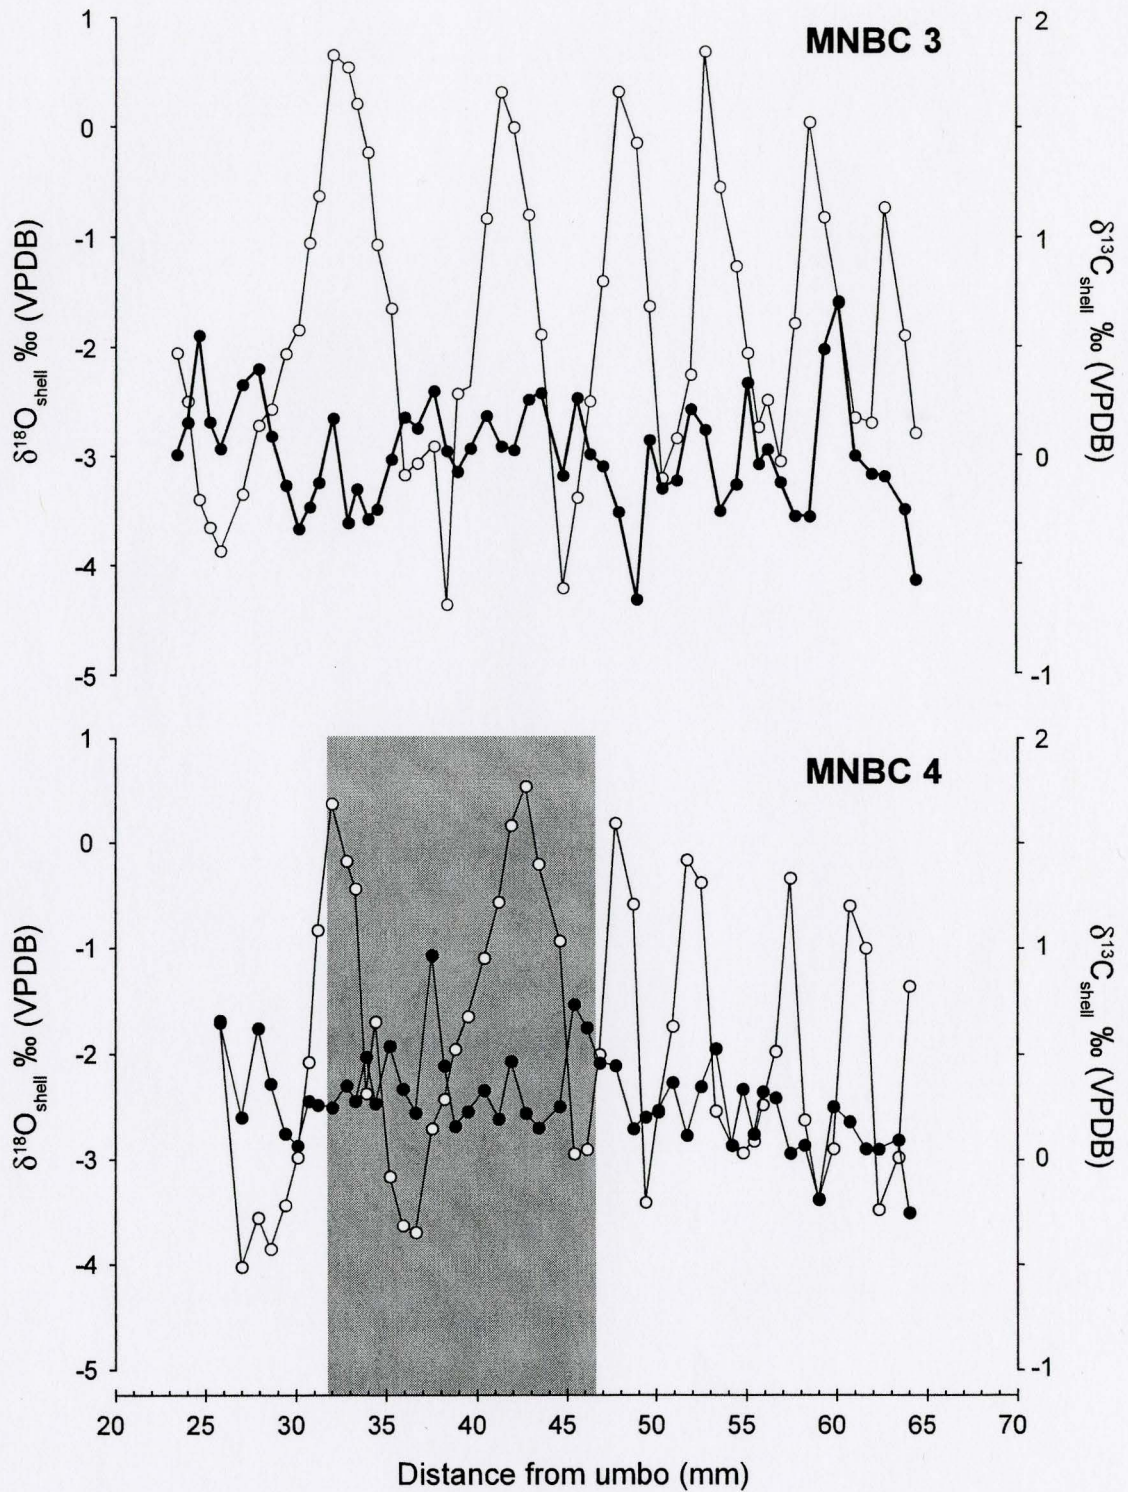 MNBC 3
1
0
-1
-2
-3
-4
-5
δ18Oshell ‰ (VPDB)
2
1
0
-1
δ13Cshell ‰ (VPDB)
MNBC 4
1
0
-1
-2
-3
-4
-5
δ18Oshell ‰ (VPDB)
2
1
0
-1
δ13Cshell ‰ (VPDB)
20 25 30 35 40 45 50 55 60 65 70
Distance from umbo (mm)